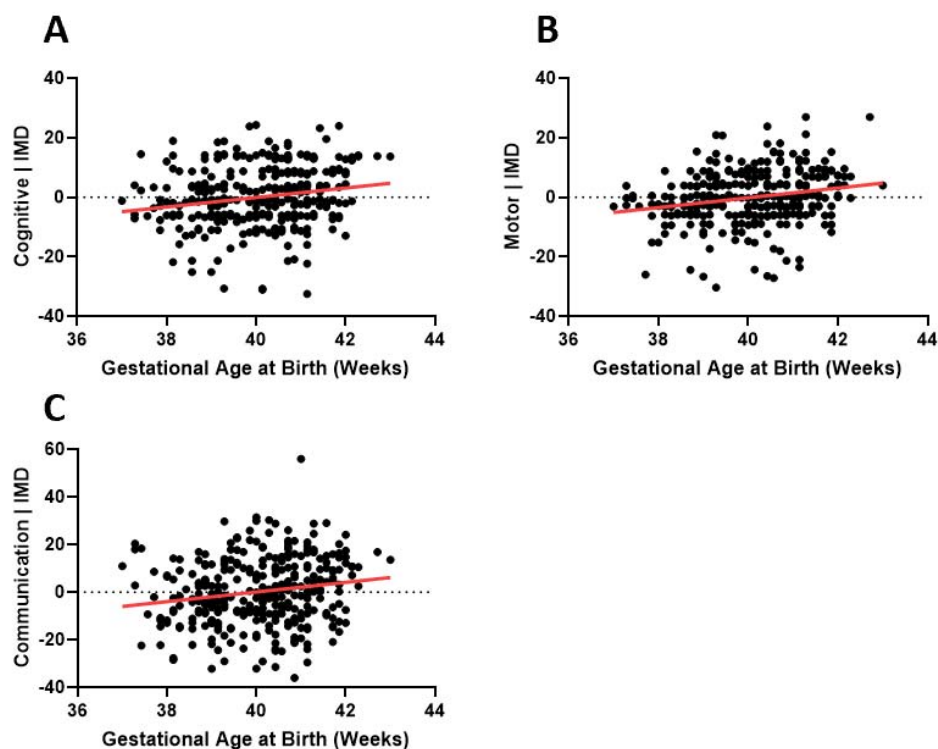 A
Cognitive | IMD
40
20
0
-20
-40
36 38 40 42 44
Gestational Age at Birth (Weeks)
B
Motor | IMD
40
20
0
-20
-40
36 38 40 42 44
Gestational Age at Birth (Weeks)
C
Communication | IMD
60
40
20
0
-20
-40
36 38 40 42 44
Gestational Age at Birth (Weeks)